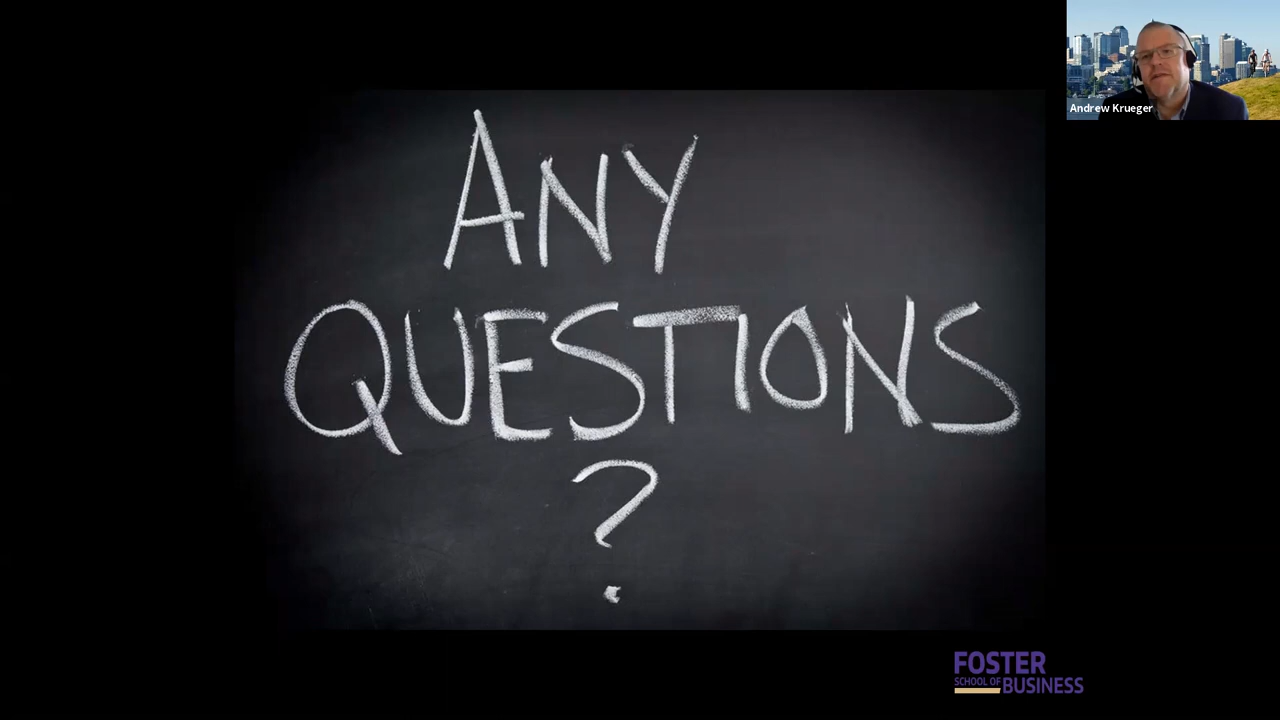 ANY
QUESTIONS
?
Andrew Krueger
FOSTER
SCHOOL OF BUSINESS